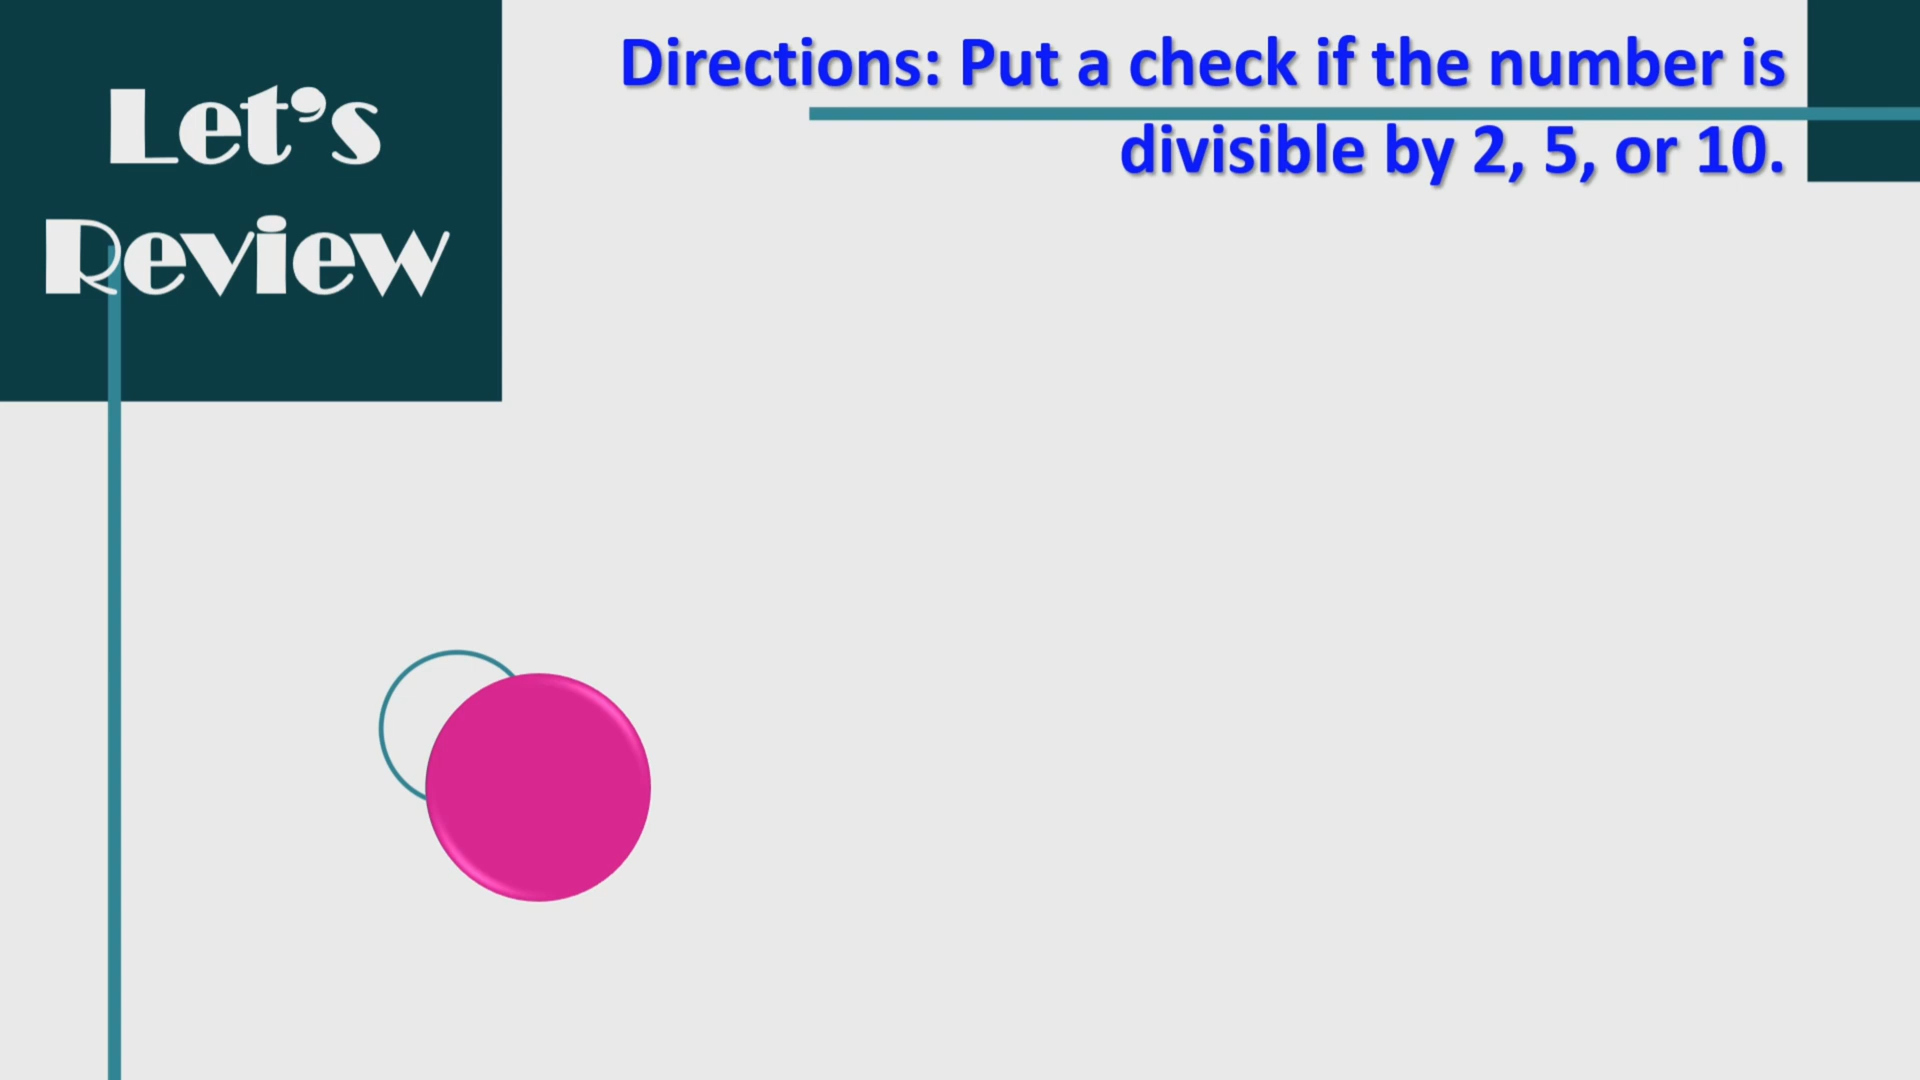 Let's
Review
Directions: Put a check if the number is
divisible by 2, 5, or 10.